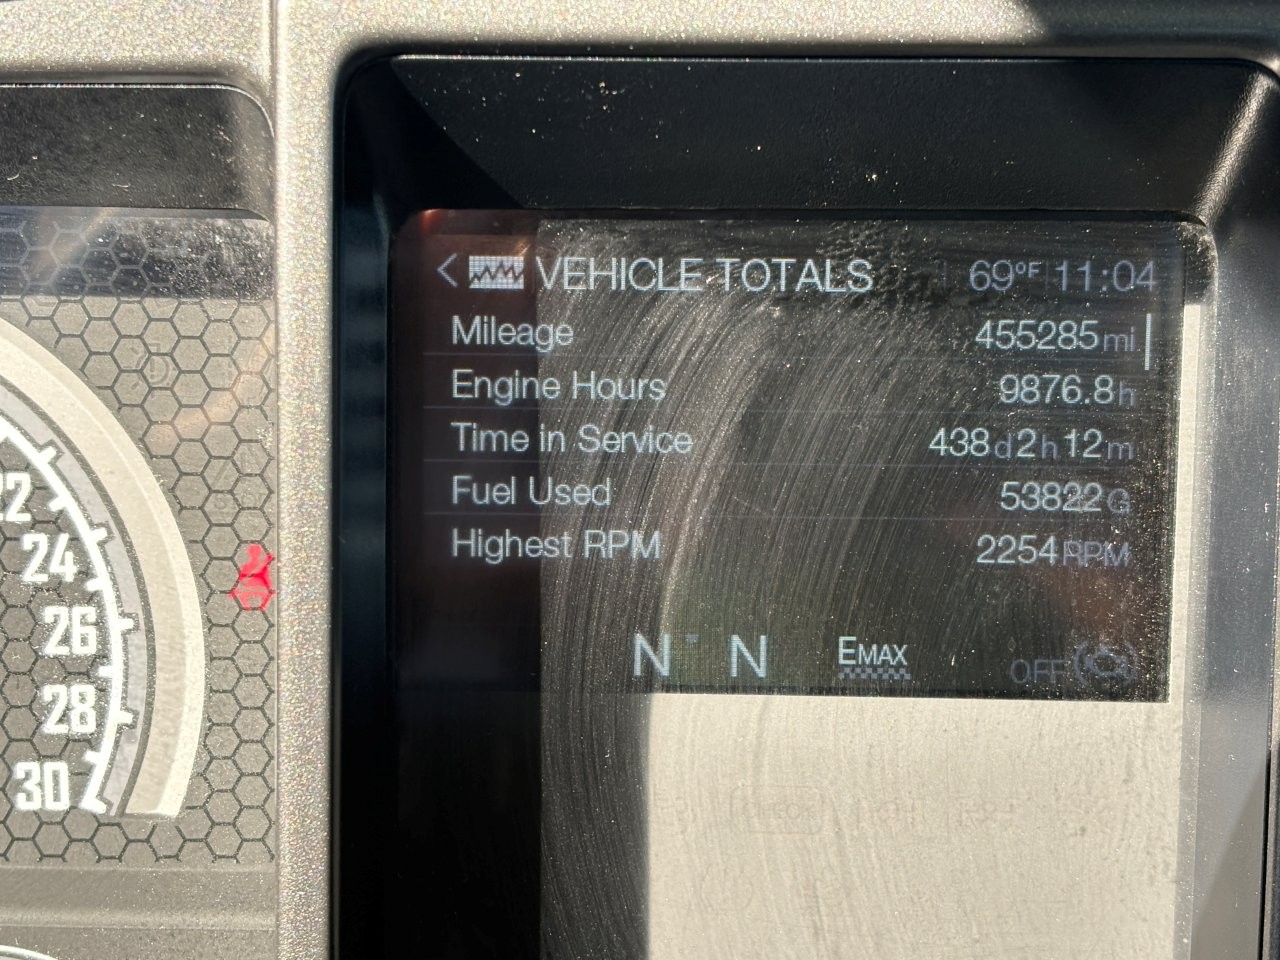 < VEHICLE TOTALS 69°F 11:04
Mileage 455285 mi
Engine Hours 9876.8 h
Time in Service 438 d 2 h 12 m
Fuel Used 53822 G
Highest RPM 2254 RPM
N N EMAX OFF
22
24
26
28
30